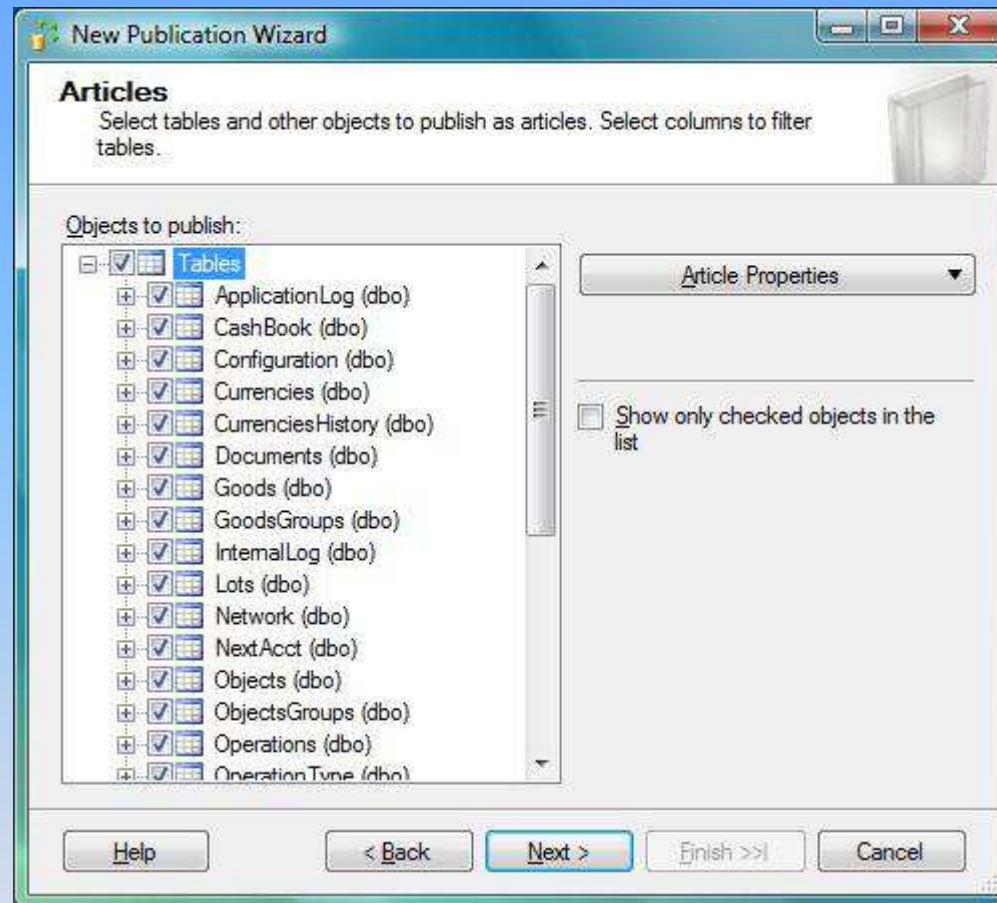 New Publication Wizard
Articles
Select tables and other objects to publish as articles. Select columns to filter
tables.
Objects to publish:
Tables
ApplicationLog (dbo)
CashBook (dbo)
Configuration (dbo)
Currencies (dbo)
CurrenciesHistory (dbo)
Documents (dbo)
Goods (dbo)
GoodsGroups (dbo)
InternalLog (dbo)
Lots (dbo)
Network (dbo)
NextAcct (dbo)
Objects (dbo)
ObjectsGroups (dbo)
Operations (dbo)
OperationType (dbo)
Article Properties
Show only checked objects in the
list
Help
< Back
Next >
Finish >>|
Cancel